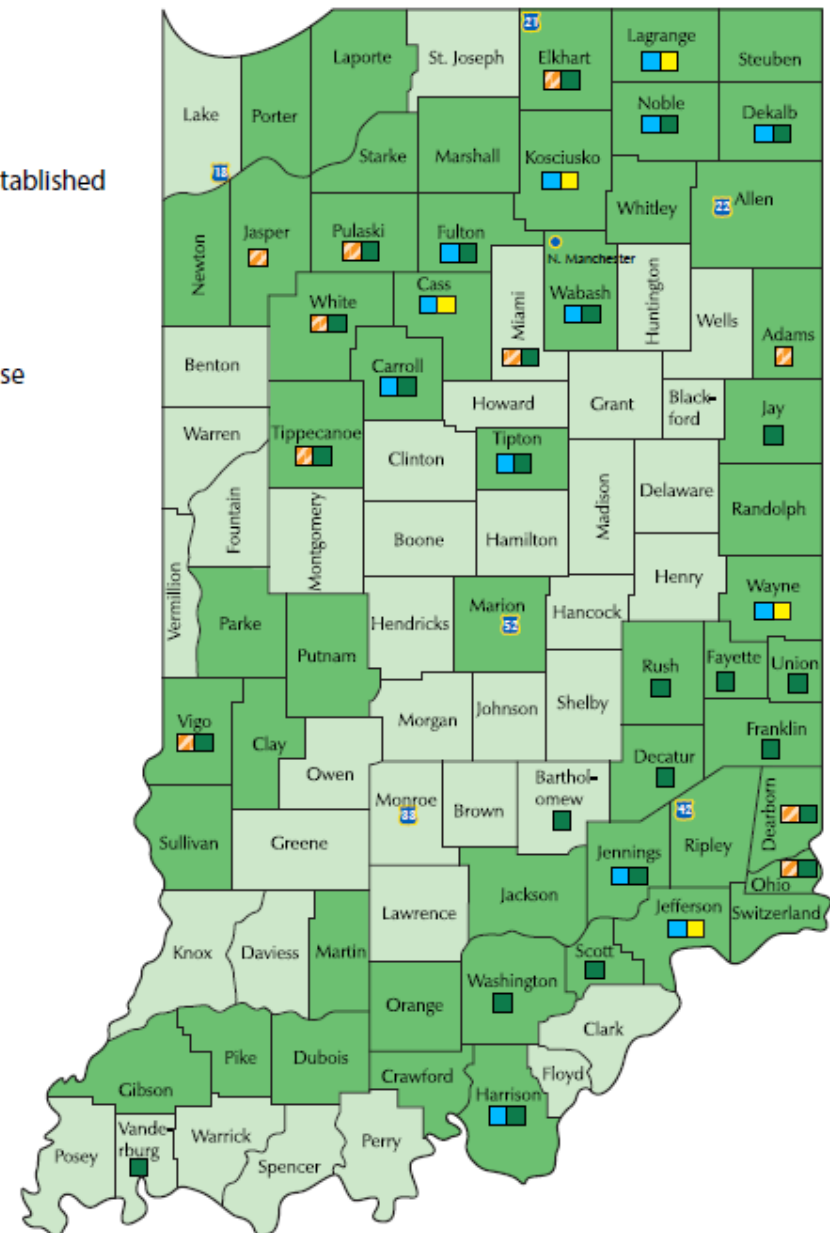 tablished
se
Lake
Porter
Laporte
St. Joseph
21
Elkhart
Lagrange
Steuben
Noble
Dekalb
18
Starke
Marshall
Kosciusko
Whitley
22
Allen
Newton
Jasper
Pulaski
Fulton
N. Manchester
Wabash
Huntington
Wells
Adams
White
Cass
Miami
Benton
Carroll
Howard
Grant
Black-
ford
Jay
Warren
Tippecanoe
Clinton
Tipton
Madison
Delaware
Randolph
Fountain
Montgomery
Boone
Hamilton
Henry
Vermillion
Parke
Putnam
Hendricks
Marion
52
Hancock
Wayne
Rush
Fayette
Union
Vigo
Clay
Owen
Morgan
Johnson
Shelby
Franklin
Decatur
Monroe
Brown
Barthol-
omew
Dearborn
Sullivan
Greene
Jennings
Ripley
Ohio
Jackson
Jefferson
Switzerland
Knox
Daviess
Martin
Lawrence
Scott
Washington
Orange
Clark
Gibson
Pike
Dubois
Crawford
Harrison
Floyd
Posey
Vande-
rburg
Warrick
Spencer
Perry